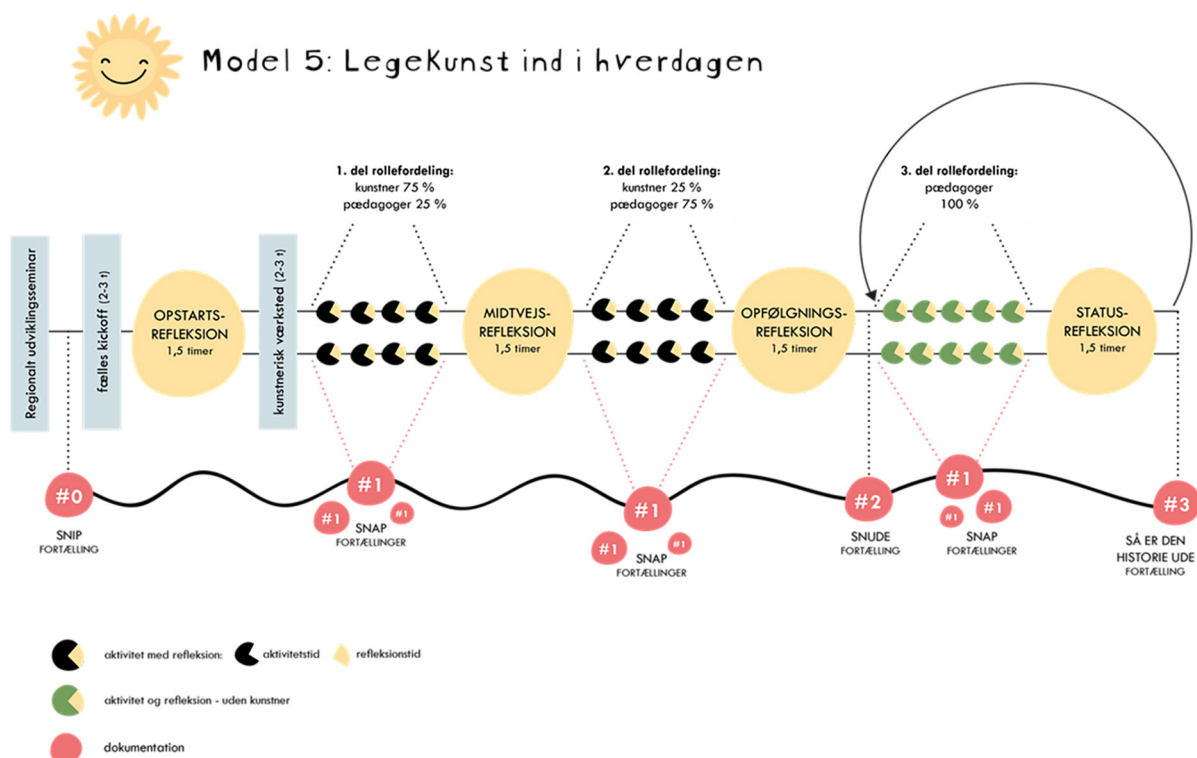 Model 5: LegeKunst ind i hverdagen
1. del rollefordeling:
kunstner 75 %
pædagoger 25 %
2. del rollefordeling:
kunstner 25 %
pædagoger 75 %
3. del rollefordeling:
pædagoger
100 %
Regionalt udviklingsseminar
fælles kickoff (2-3 t)
OPSTARTS-
REFLEKSION
1,5 timer
kunstnerisk værksted (2-3 t)
MIDTVEJS-
REFLEKSION
1,5 timer
OPFØLGNINGS-
REFLEKSION
1,5 timer
STATUS-
REFLEKSION
1,5 timer
#0
SNIP
FORTÆLLING
#1
#1
#1
SNAP
FORTÆLLINGER
#1
#1
#1
SNAP
FORTÆLLINGER
#2
SNUDE
FORTÆLLING
#1
#1
#1
SNAP
FORTÆLLINGER
#3
SÅ ER DEN
HISTORIE UDE
FORTÆLLING
aktivitet med refleksion:
aktivitetstid
refleksionstid
aktivitet og refleksion - uden kunstner
dokumentation